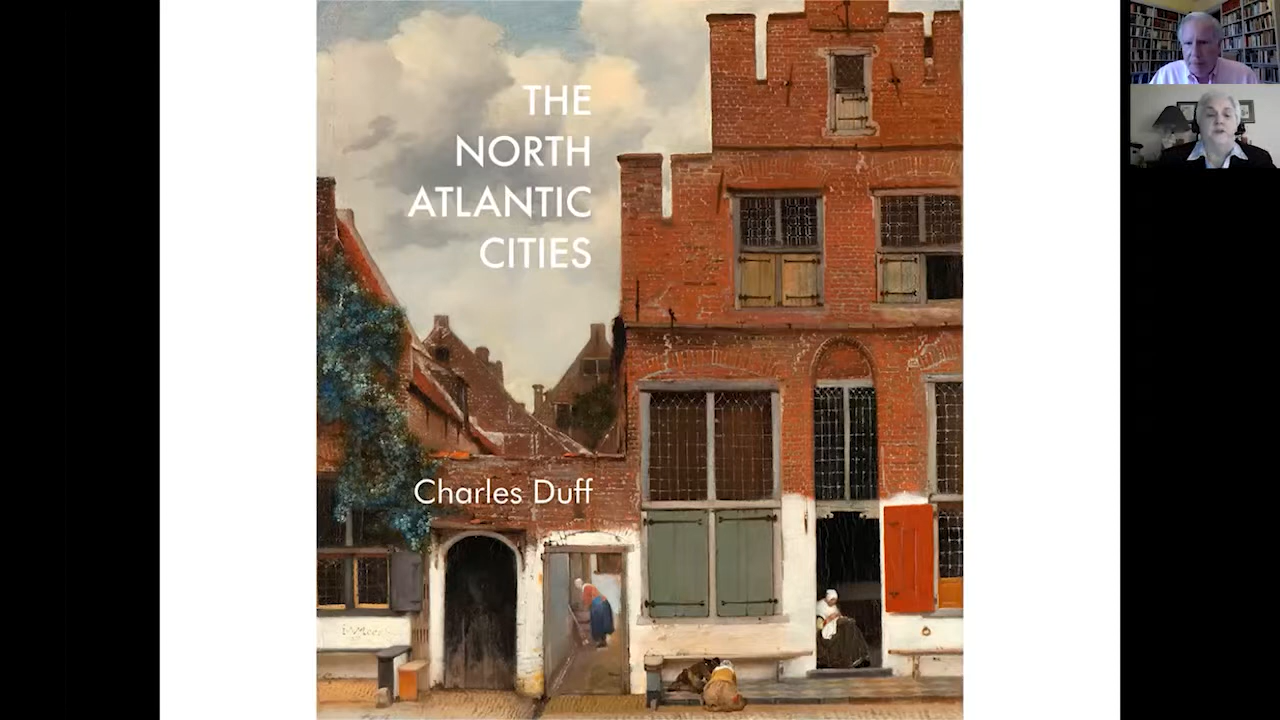 THE
NORTH
ATLANTIC
CITIES
Charles Duff